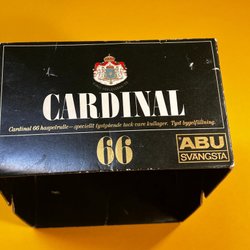 CARDINAL
Cardinal 66 haspelrulle—speciellt tystgående tack vare kullager. Tyst bygelfällning.
66
ABU
SVÄNGSTA